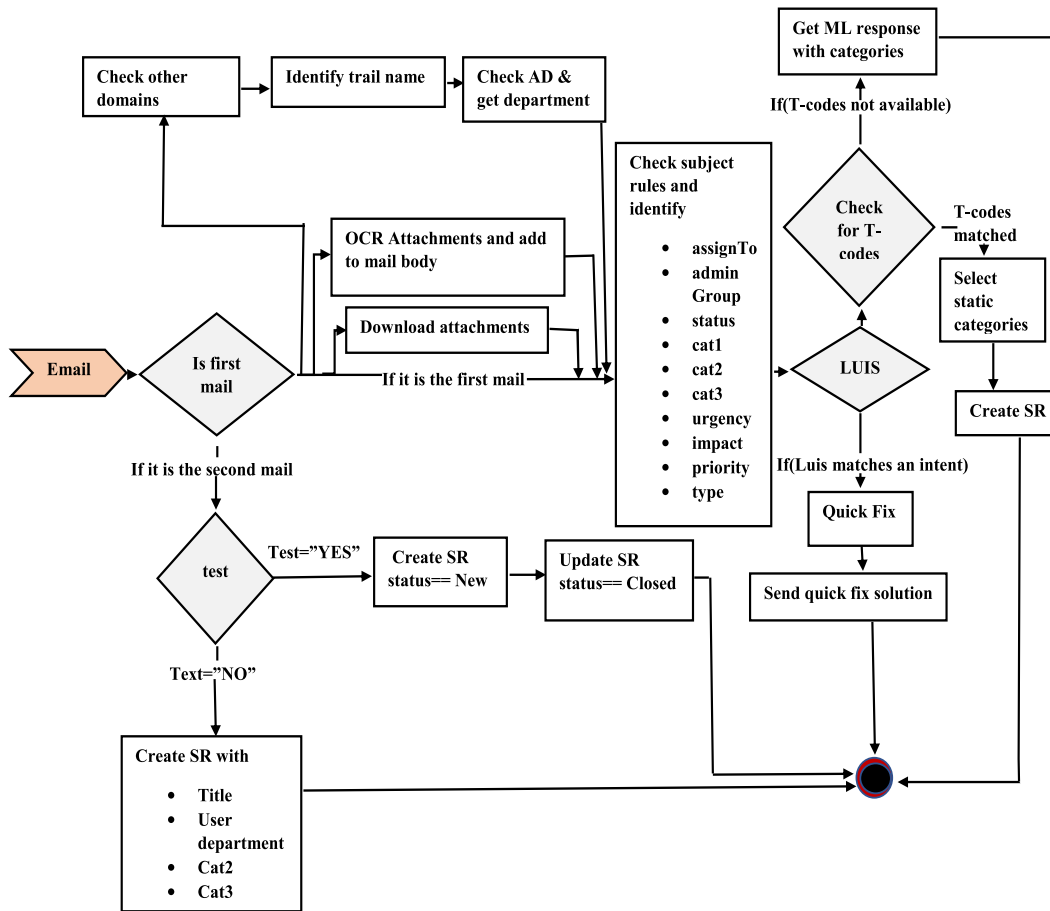 Get ML response
with categories
Check other
domains
Identify trail name
Check AD &
get department
If(T-codes not available)
Check subject
rules and
identify
• assignTo
• admin
Group
• status
• cat1
• cat2
• cat3
• urgency
• impact
• priority
• type
Check
for T-
codes
T-codes
matched
OCR Attachments and add
to mail body
Select
static
categories
Download attachments
Email
Is first
mail
If it is the first mail
LUIS
Create SR
If it is the second mail
If(Luis matches an intent)
Quick Fix
test
Test=”YES”
Create SR
status== New
Update SR
status== Closed
Send quick fix solution
Text=”NO”
Create SR with
• Title
• User
department
• Cat2
• Cat3